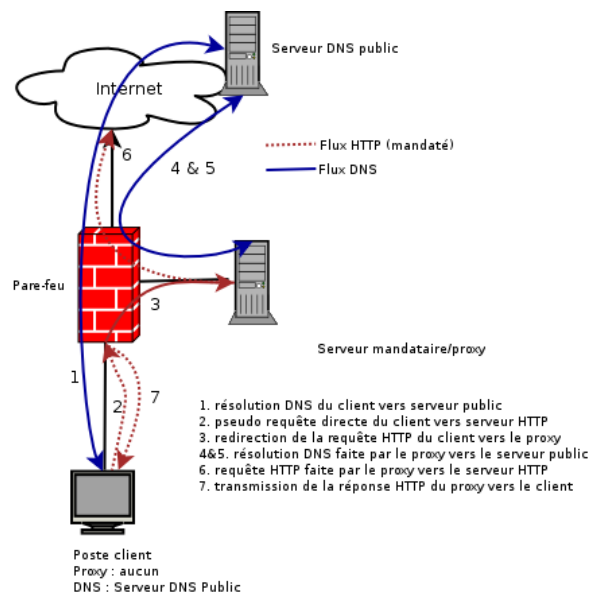 Serveur DNS public
Internet
Flux HTTP (mandaté)
Flux DNS
6
4 & 5
Pare-feu
3
Serveur mandataire/proxy
1
2
7
1. résolution DNS du client vers serveur public
2. pseudo requête directe du client vers serveur HTTP
3. redirection de la requête HTTP du client vers le proxy
4&5. résolution DNS faite par le proxy vers le serveur public
6. requête HTTP faite par le proxy vers le serveur HTTP
7. transmission de la réponse HTTP du proxy vers le client
Poste client
Proxy : aucun
DNS : Serveur DNS Public